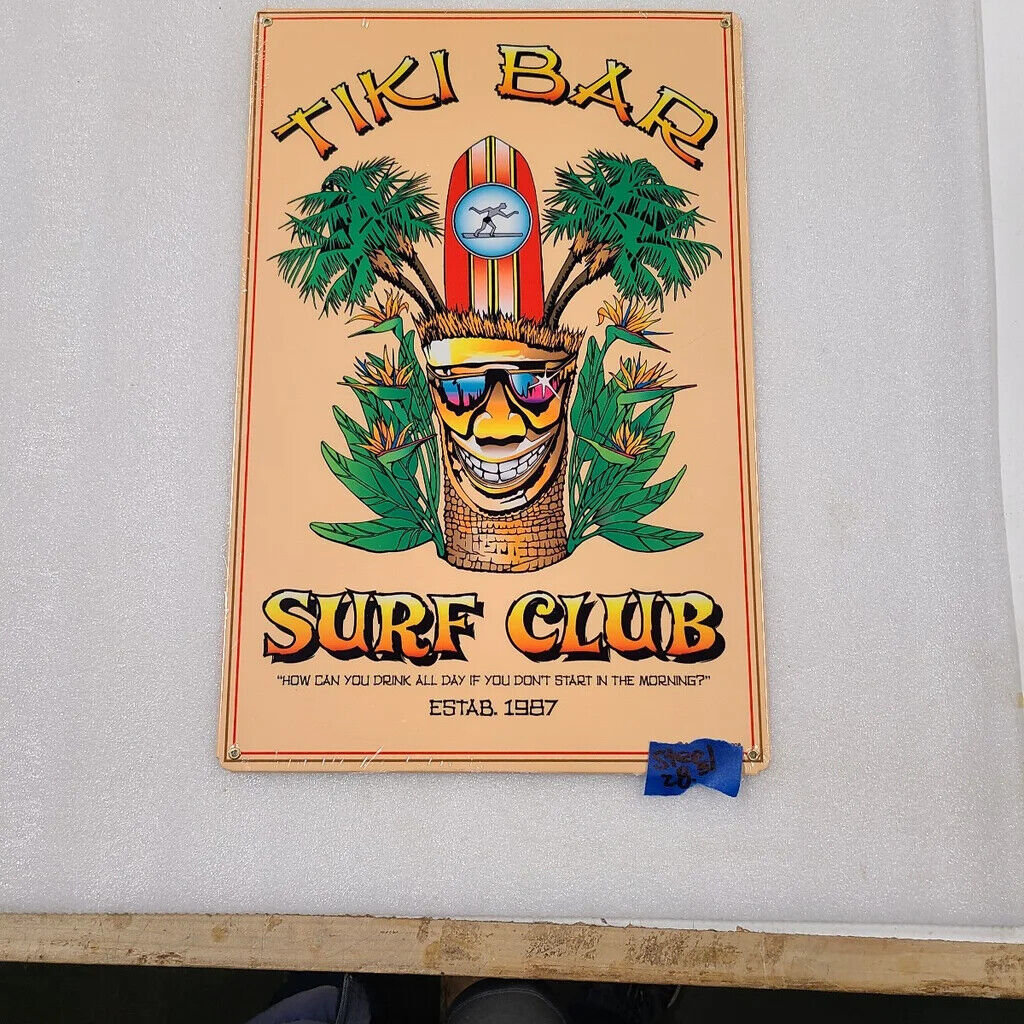 TIKI BAR
SURF CLUB
"HOW CAN YOU DRINK ALL DAY IF YOU DON'T START IN THE MORNING?"
ESTAB. 1987